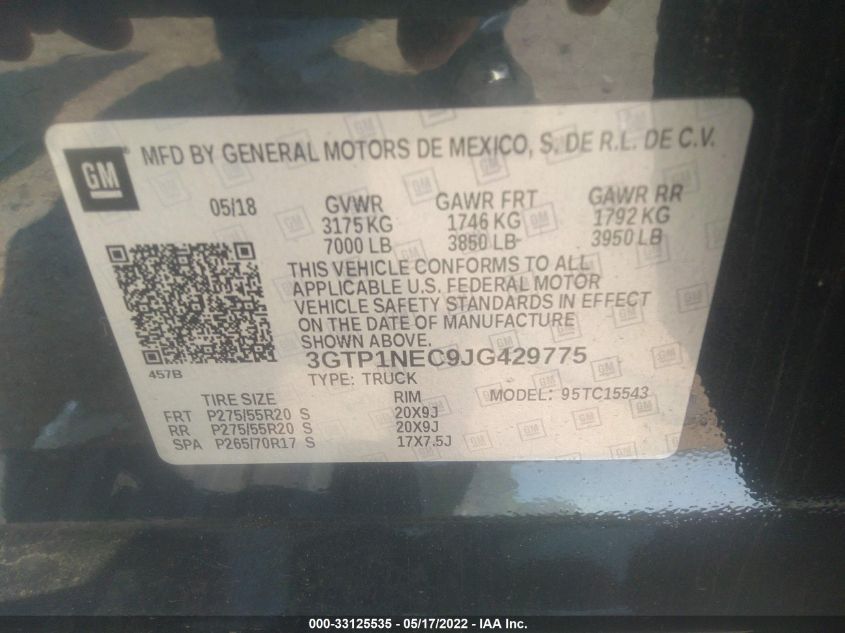 GM
MFD BY GENERAL MOTORS DE MEXICO, S. DE R.L. DE C.V.
05/18 GVWR GAWR FRT GAWR RR
3175 KG 1746 KG 1792 KG
7000 LB 3850 LB 3950 LB
THIS VEHICLE CONFORMS TO ALL
APPLICABLE U.S. FEDERAL MOTOR
VEHICLE SAFETY STANDARDS IN EFFECT
ON THE DATE OF MANUFACTURE
SHOWN ABOVE.
457B
3GTP1NEC9JG429775
TYPE: TRUCK MODEL: 95TC15543
TIRE SIZE RIM
FRT P275/55R20 S 20X9J
RR P275/55R20 S 20X9J
SPA P265/70R17 S 17X7.5J
000-33125535 - 05/17/2022 - IAA Inc.